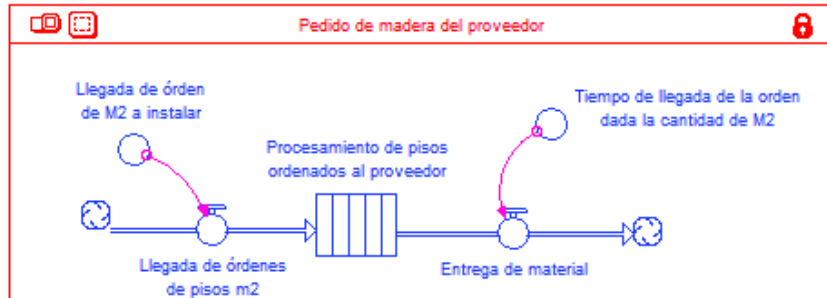 Pedido de madera del proveedor
Llegada de órden
de M2 a instalar
Tiempo de llegada de la orden
dada la cantidad de M2
Procesamiento de pisos
ordenados al proveedor
Llegada de órdenes
de pisos m2
Entrega de material